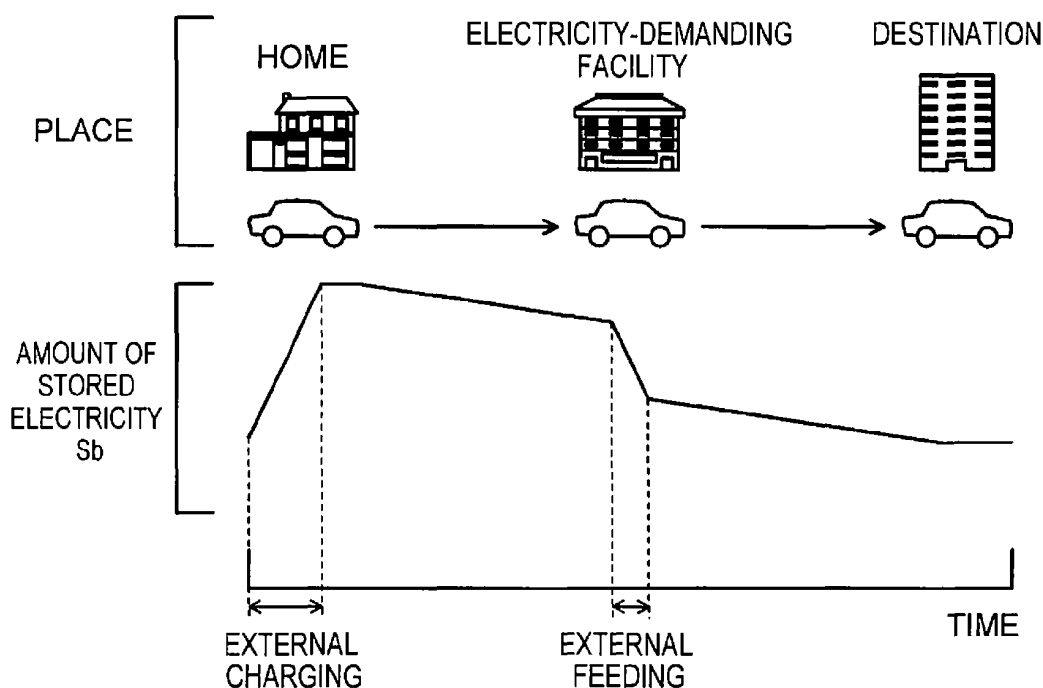 HOME
ELECTRICITY-DEMANDING
FACILITY
DESTINATION
PLACE
AMOUNT OF
STORED
ELECTRICITY
Sb
TIME
EXTERNAL
CHARGING
EXTERNAL
FEEDING